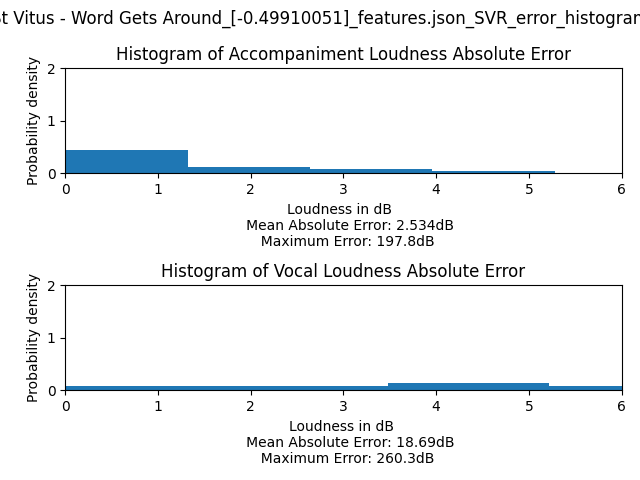 t Vitus - Word Gets Around_[-0.49910051]_features.json_SVR_error_histogram
Histogram of Accompaniment Loudness Absolute Error
Probability density
2
1
0
0 1 2 3 4 5 6
Loudness in dB
Mean Absolute Error: 2.534dB
Maximum Error: 197.8dB
Histogram of Vocal Loudness Absolute Error
Probability density
2
1
0
0 1 2 3 4 5 6
Loudness in dB
Mean Absolute Error: 18.69dB
Maximum Error: 260.3dB